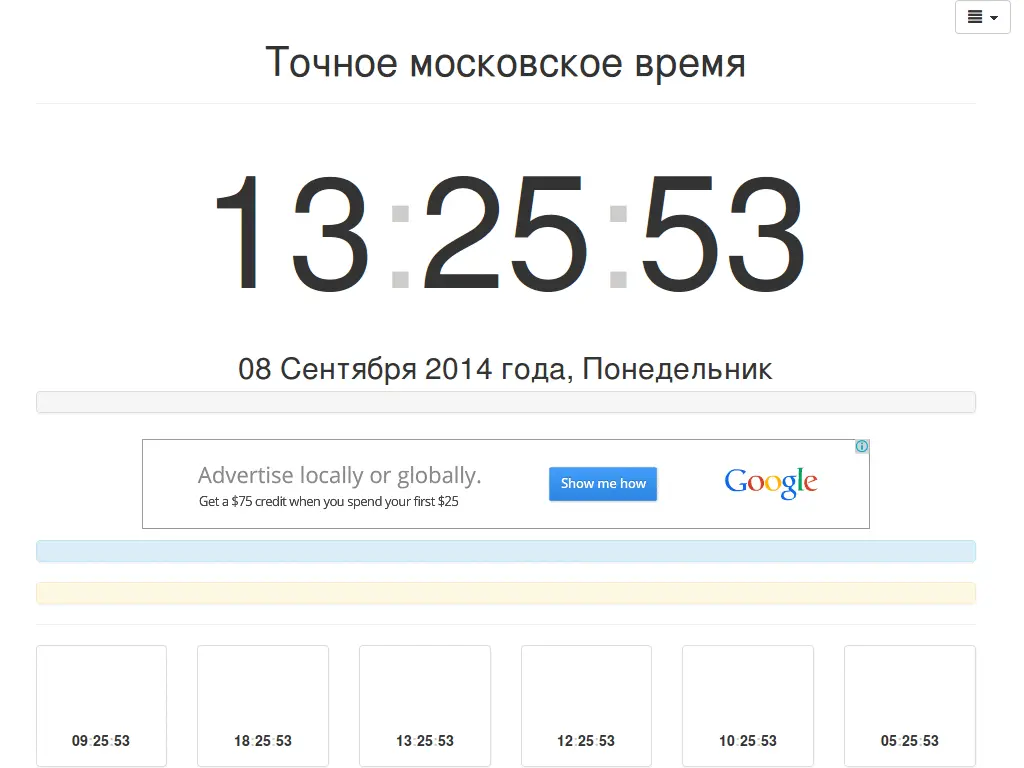 Точное московское время
13:25:53
08 Сентября 2014 года, Понедельник
Advertise locally or globally.
Get a $75 credit when you spend your first $25
Show me how
Google
09:25:53
18:25:53
13:25:53
12:25:53
10:25:53
05:25:53